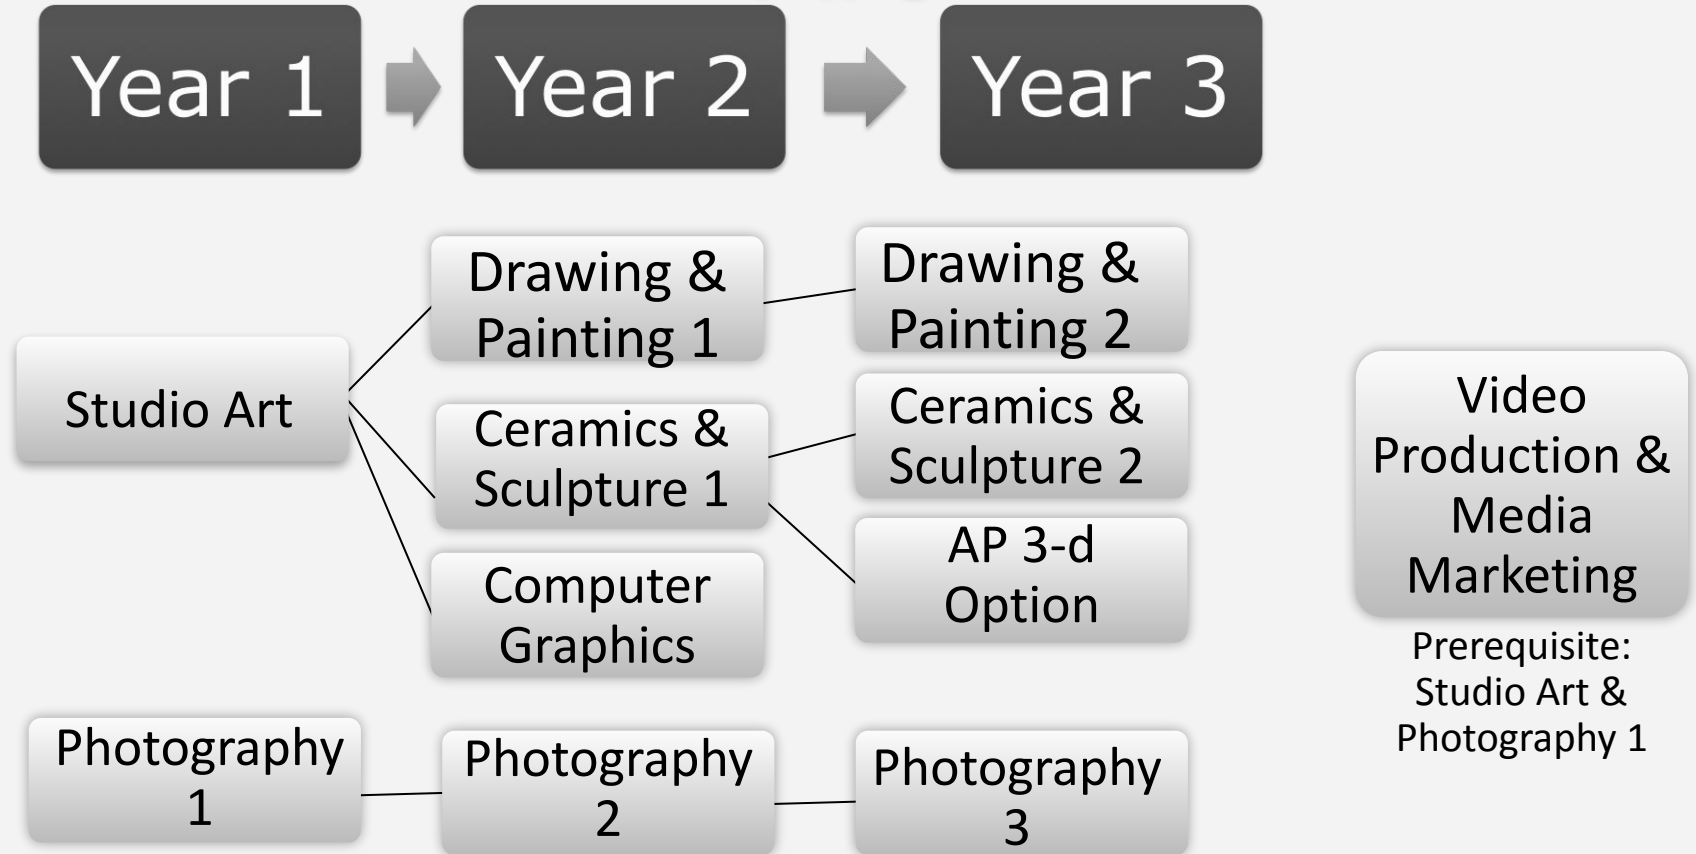 Year 1
Year 2
Year 3
Studio Art
Drawing &
Painting 1
Drawing &
Painting 2
Ceramics &
Sculpture 1
Ceramics &
Sculpture 2
AP 3-d
Option
Computer
Graphics
Photography
1
Photography
2
Photography
3
Video
Production &
Media
Marketing
Prerequisite:
Studio Art &
Photography 1